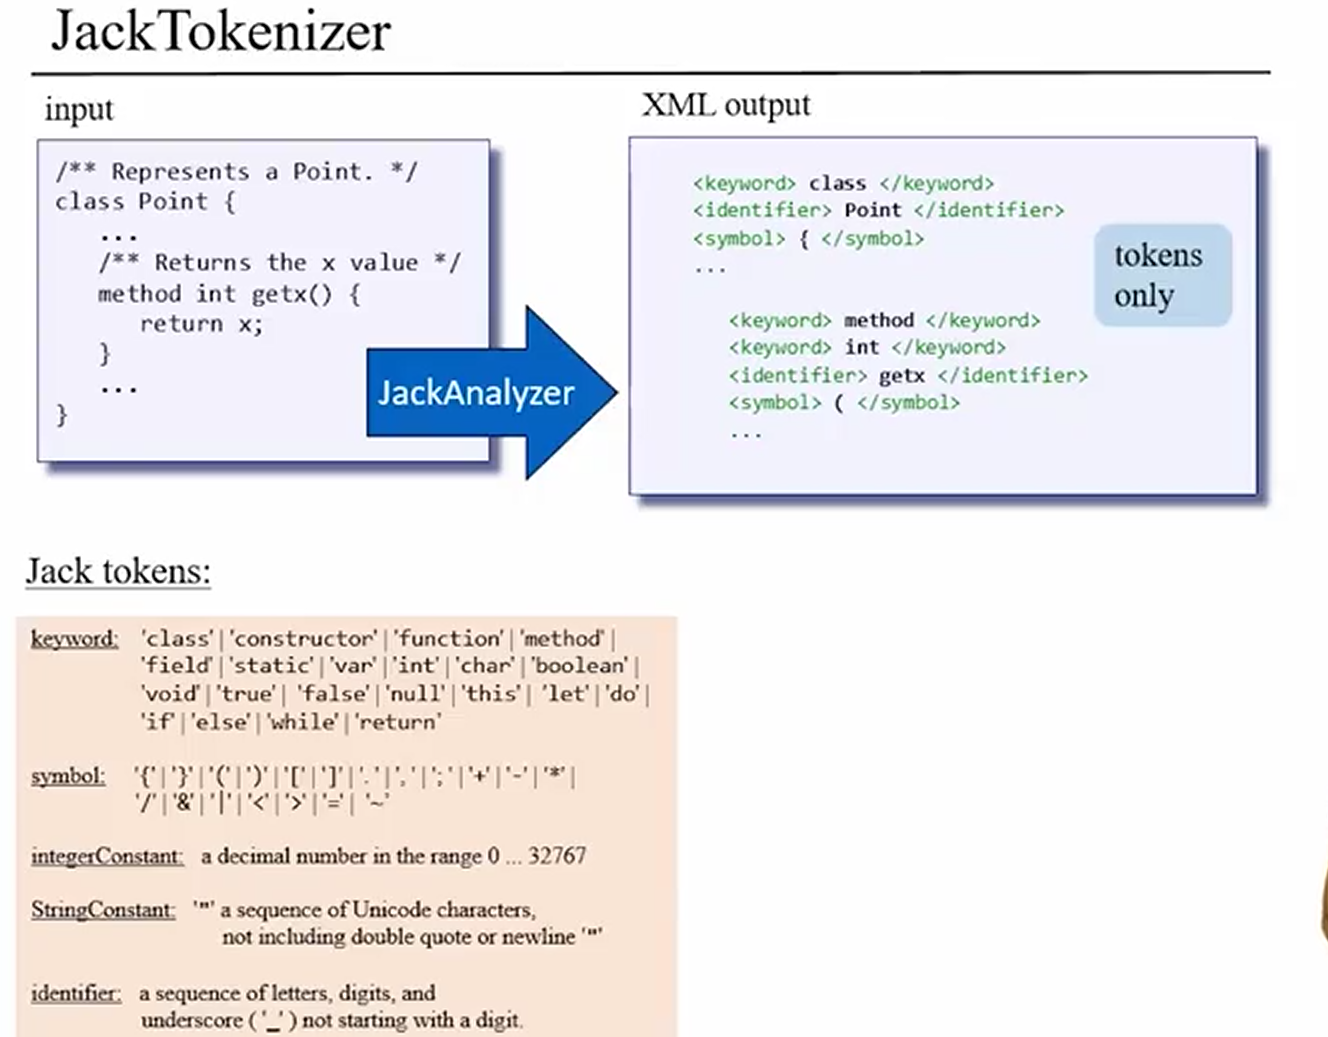 JackTokenizer
input
/** Represents a Point. */
class Point {
...
/** Returns the x value */
method int getx() {
return x;
}
...
}
JackAnalyzer
XML output
<keyword> class </keyword>
<identifier> Point </identifier>
<symbol> { </symbol>
...
<keyword> method </keyword>
<keyword> int </keyword>
<identifier> getx </identifier>
<symbol> ( </symbol>
...
tokens
only
Jack tokens:
keyword: 'class'|'constructor'|'function'|'method'|
'field'|'static'|'var'|'int'|'char'|'boolean'|
'void'|'true'|'false'|'null'|'this'|'let'|'do'|
'if'|'else'|'while'|'return'
symbol: '{'|'}'|'('|')'|'['|']'|'.'|','|';'|'+'|'-'|'*'|
'/'|'&'|'|'|'<'|'>'|'='|'~'
integerConstant: a decimal number in the range 0 ... 32767
StringConstant: '"' a sequence of Unicode characters,
not including double quote or newline '"'
identifier: a sequence of letters, digits, and
underscore ( '_' ) not starting with a digit.